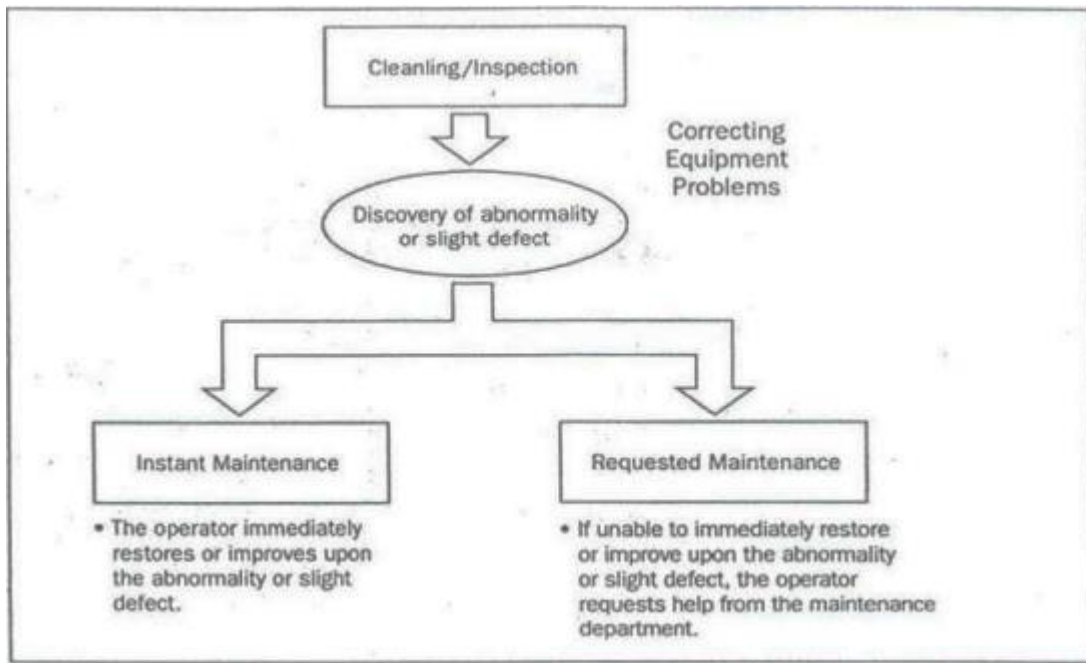 Cleanling/Inspection
Correcting
Equipment
Problems
Discovery of abnormality
or slight defect
Instant Maintenance
• The operator immediately
restores or improves upon
the abnormality or slight
defect.
Requested Maintenance
• If unable to immediately restore
or improve upon the abnormality
or slight defect, the operator
requests help from the maintenance
department.